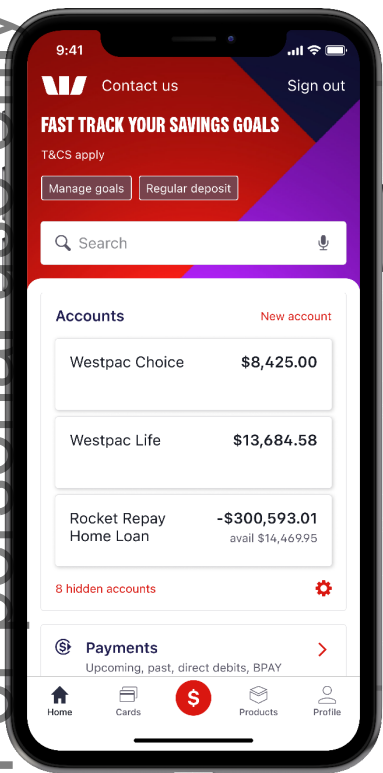 9:41
Contact us
Sign out
FAST TRACK YOUR SAVINGS GOALS
T&CS apply
Manage goals
Regular deposit
Search
Accounts
New account
Westpac Choice
$8,425.00
Westpac Life
$13,684.58
Rocket Repay
Home Loan
-$300,593.01
avail $14,469.95
8 hidden accounts
Payments
Upcoming, past, direct debits, BPAY
Home
Cards
$
Products
Profile